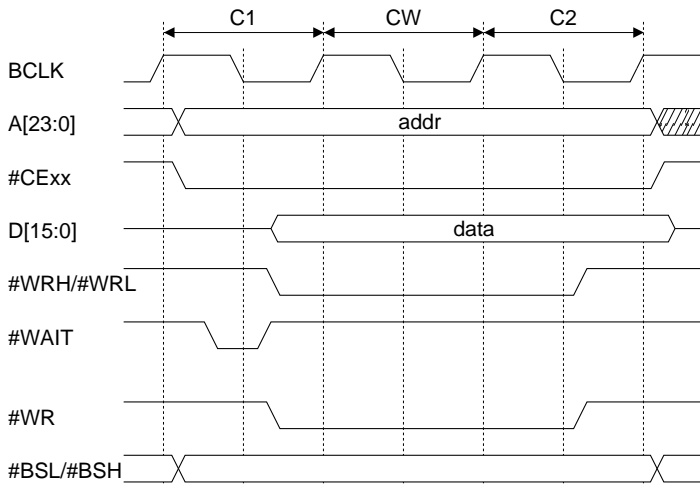 C1 CW C2
BCLK
A[23:0] addr
#CExx
D[15:0] data
#WRH/#WRL
#WAIT
#WR
#BSL/#BSH